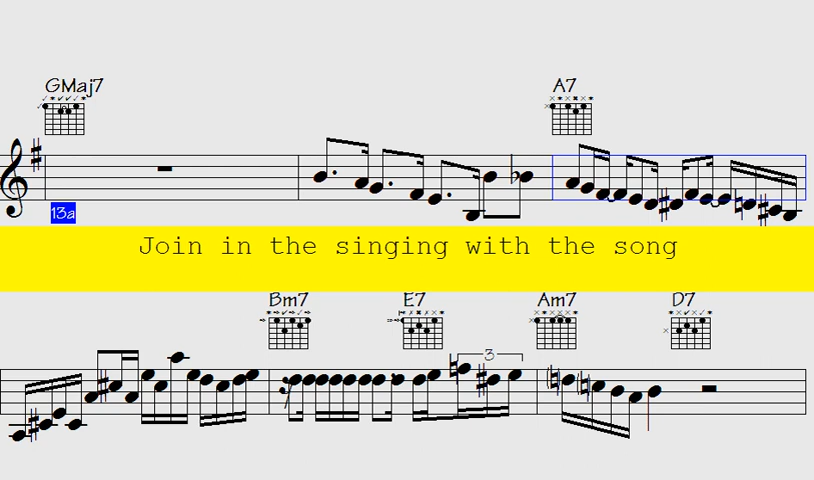 GMaj7 A7
13a
Join in the singing with the song
Bm7 E7 Am7 D7
3